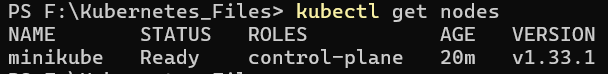 PS F:\Kubernetes_Files> kubectl get nodes
NAME       STATUS   ROLES           AGE   VERSION
minikube   Ready    control-plane   20m   v1.33.1